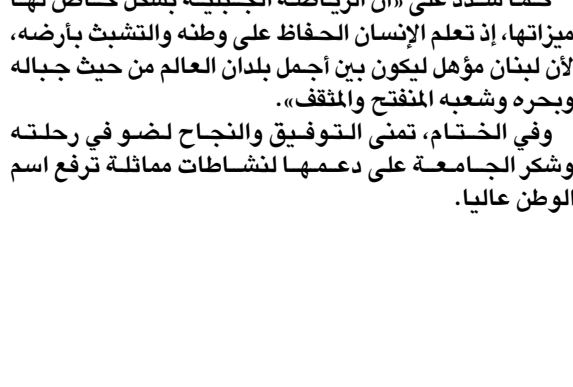 كما شدد على «أن الرياضة الجبلية بشكل خاص لها
ميزاتها، إذ تعلم الإنسان الحفاظ على وطنه والتشبث بأرضه،
لأن لبنان مؤهل ليكون بين أجمل بلدان العالم من حيث جباله
وبحره وشعبه المنفتح والمثقف».
وفي الختام، تمنى التوفيق والنجاح لضو في رحلته
وشكر الجامعة على دعمها لنشاطات مماثلة ترفع اسم
الوطن عاليا.